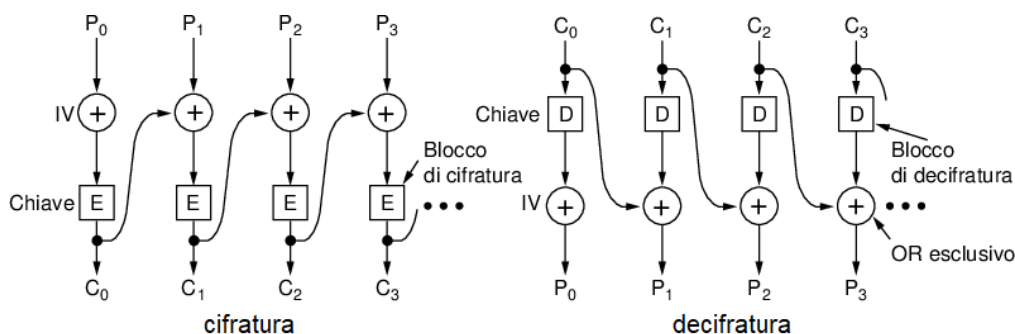 P0 P1 P2 P3
IV + + + +
Blocco
di cifratura
Chiave E E E E
C0 C1 C2 C3
cifratura
C0 C1 C2 C3
Chiave D D D D
Blocco
di decifratura
IV + + + +
OR esclusivo
P0 P1 P2 P3
decifratura